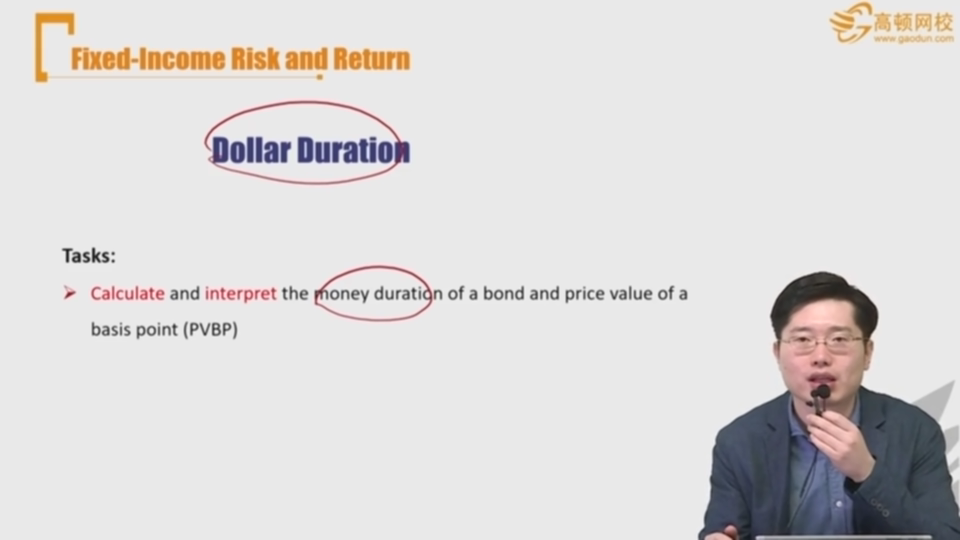 高顿网校
www.gaodun.com
Fixed-Income Risk and Return
Dollar Duration
Tasks:
Calculate and interpret the money duration of a bond and price value of a
basis point (PVBP)